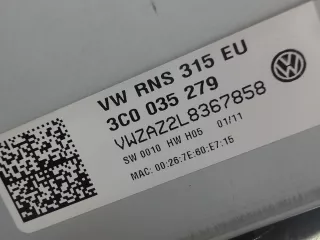 VW RNS 315 EU
3C0 035 279
VWZAZ2L8367858
SW 0010 HW H05 01/11
MAC: 00:26:7E:60:E7:15